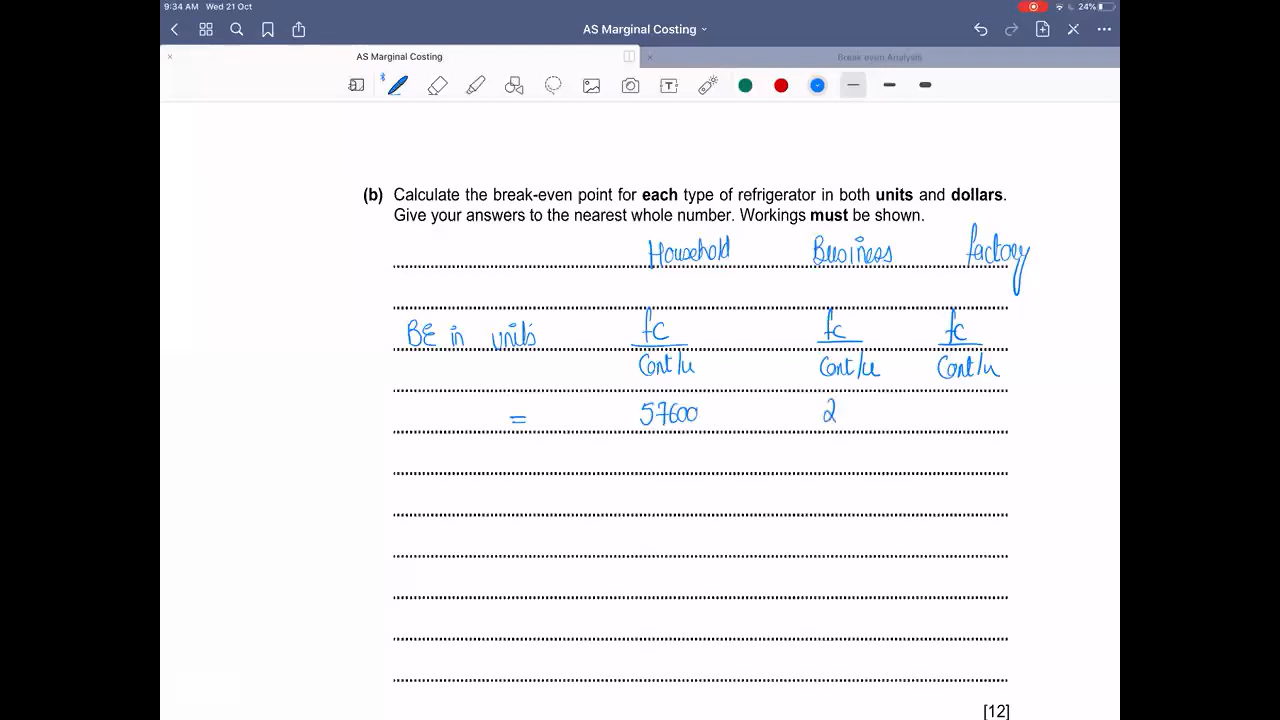 9:34 AM Wed 21 Oct
24%
AS Marginal Costing
AS Marginal Costing
Break even Analysis
(b) Calculate the break-even point for each type of refrigerator in both units and dollars.
Give your answers to the nearest whole number. Workings must be shown.
Household Business factory
BE in units fc fc fc
Cont/u Cont/u Cont/u
= 57600 2
[12]